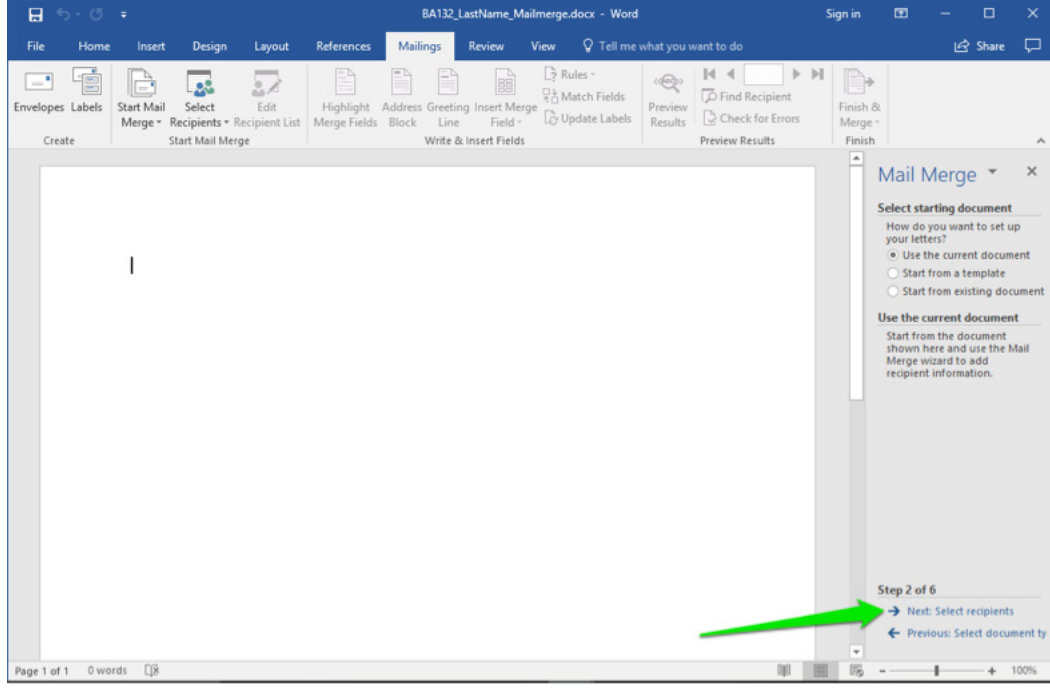 BA132_LastName_Mailmerge.docx - Word
Sign in
File Home Insert Design Layout References Mailings Review View Tell me what you want to do Share
Envelopes Labels
Start Mail Merge
Select Recipients
Edit Recipient List
Highlight Merge Fields
Address Block
Greeting Line
Insert Merge Field
Rules
Match Fields
Update Labels
«ABC»
Preview Results
Find Recipient
Check for Errors
Finish & Merge
Create Start Mail Merge Write & Insert Fields Preview Results Finish
Mail Merge
Select starting document
How do you want to set up
your letters?
Use the current document
Start from a template
Start from existing document
Use the current document
Start from the document
shown here and use the Mail
Merge wizard to add
recipient information.
Step 2 of 6
Next: Select recipients
Previous: Select document ty
Page 1 of 1 0 words 100%